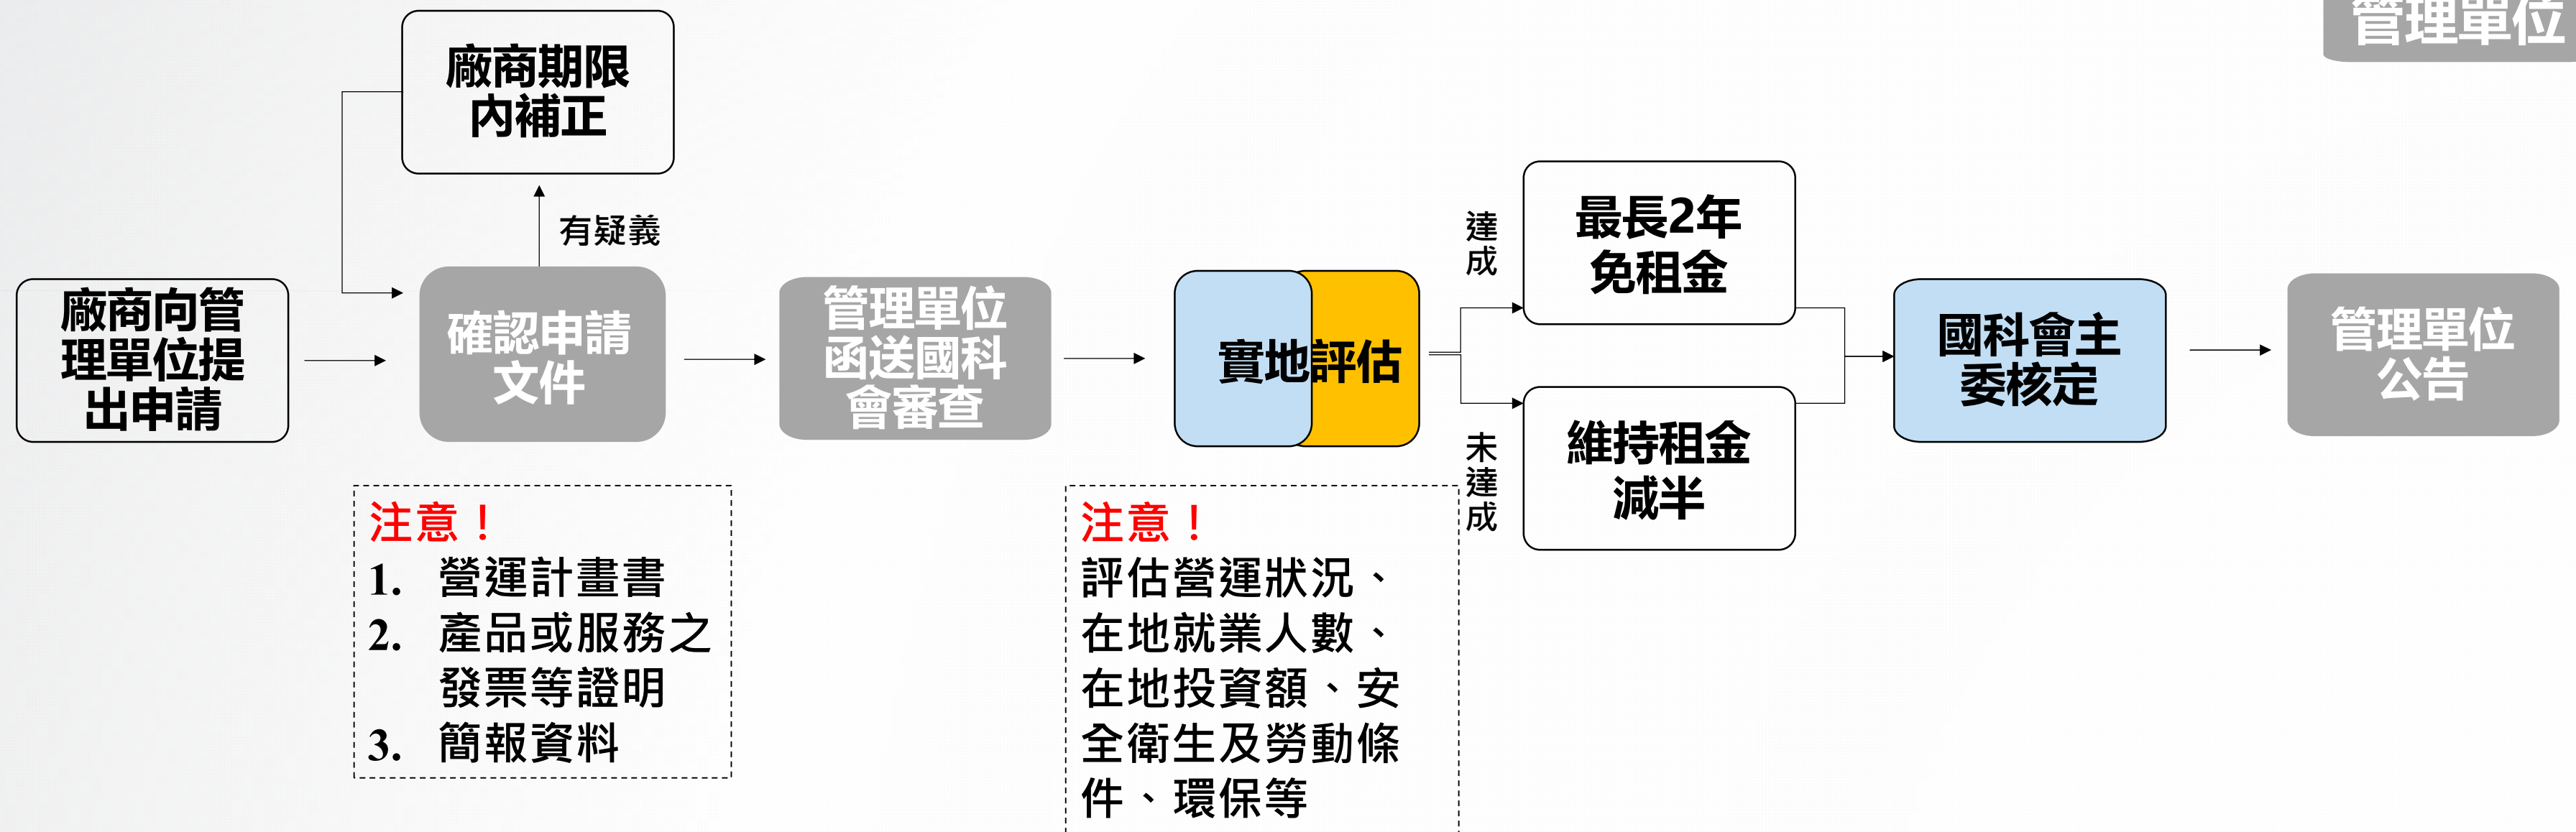 管理單位
廠商期限
內補正
有疑義
廠商向管
理單位提
出申請
確認申請
文件
管理單位
函送國科
會審查
實地評估
達成
未達成
最長2年
免租金
維持租金
減半
國科會主
委核定
管理單位
公告
注意！
1. 營運計畫書
2. 產品或服務之
發票等證明
3. 簡報資料
注意！
評估營運狀況、
在地就業人數、
在地投資額、安
全衛生及勞動條
件、環保等